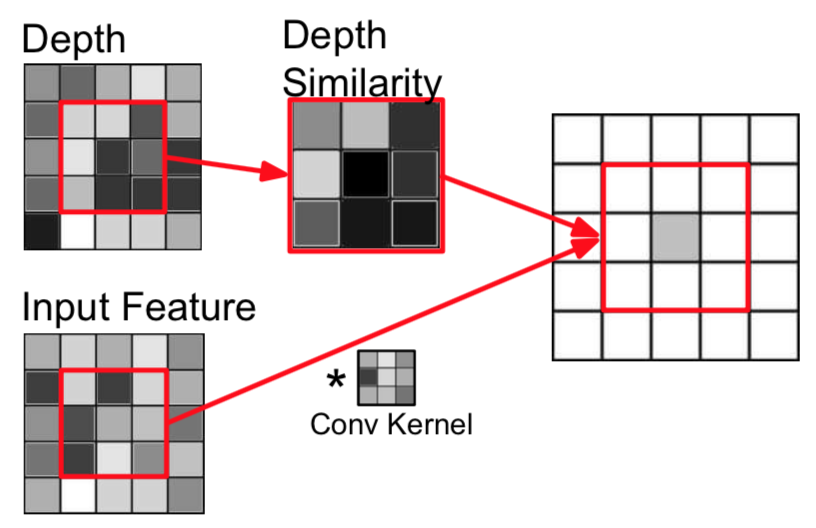 Depth
Depth
Similarity
Input Feature
*
Conv Kernel